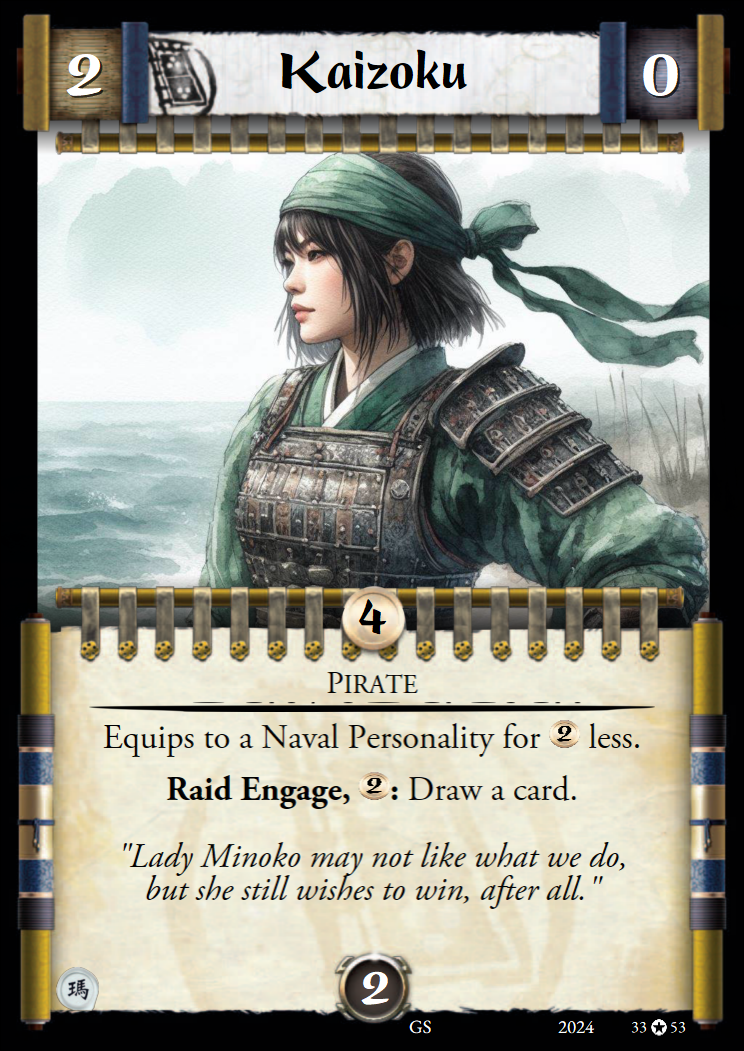 2 Kaizoku 0
4
PIRATE
Equips to a Naval Personality for 2 less.
Raid Engage, 2: Draw a card.
"Lady Minoko may not like what we do,
but she still wishes to win, after all."
瑪
2
GS 2024 33 ✪ 53